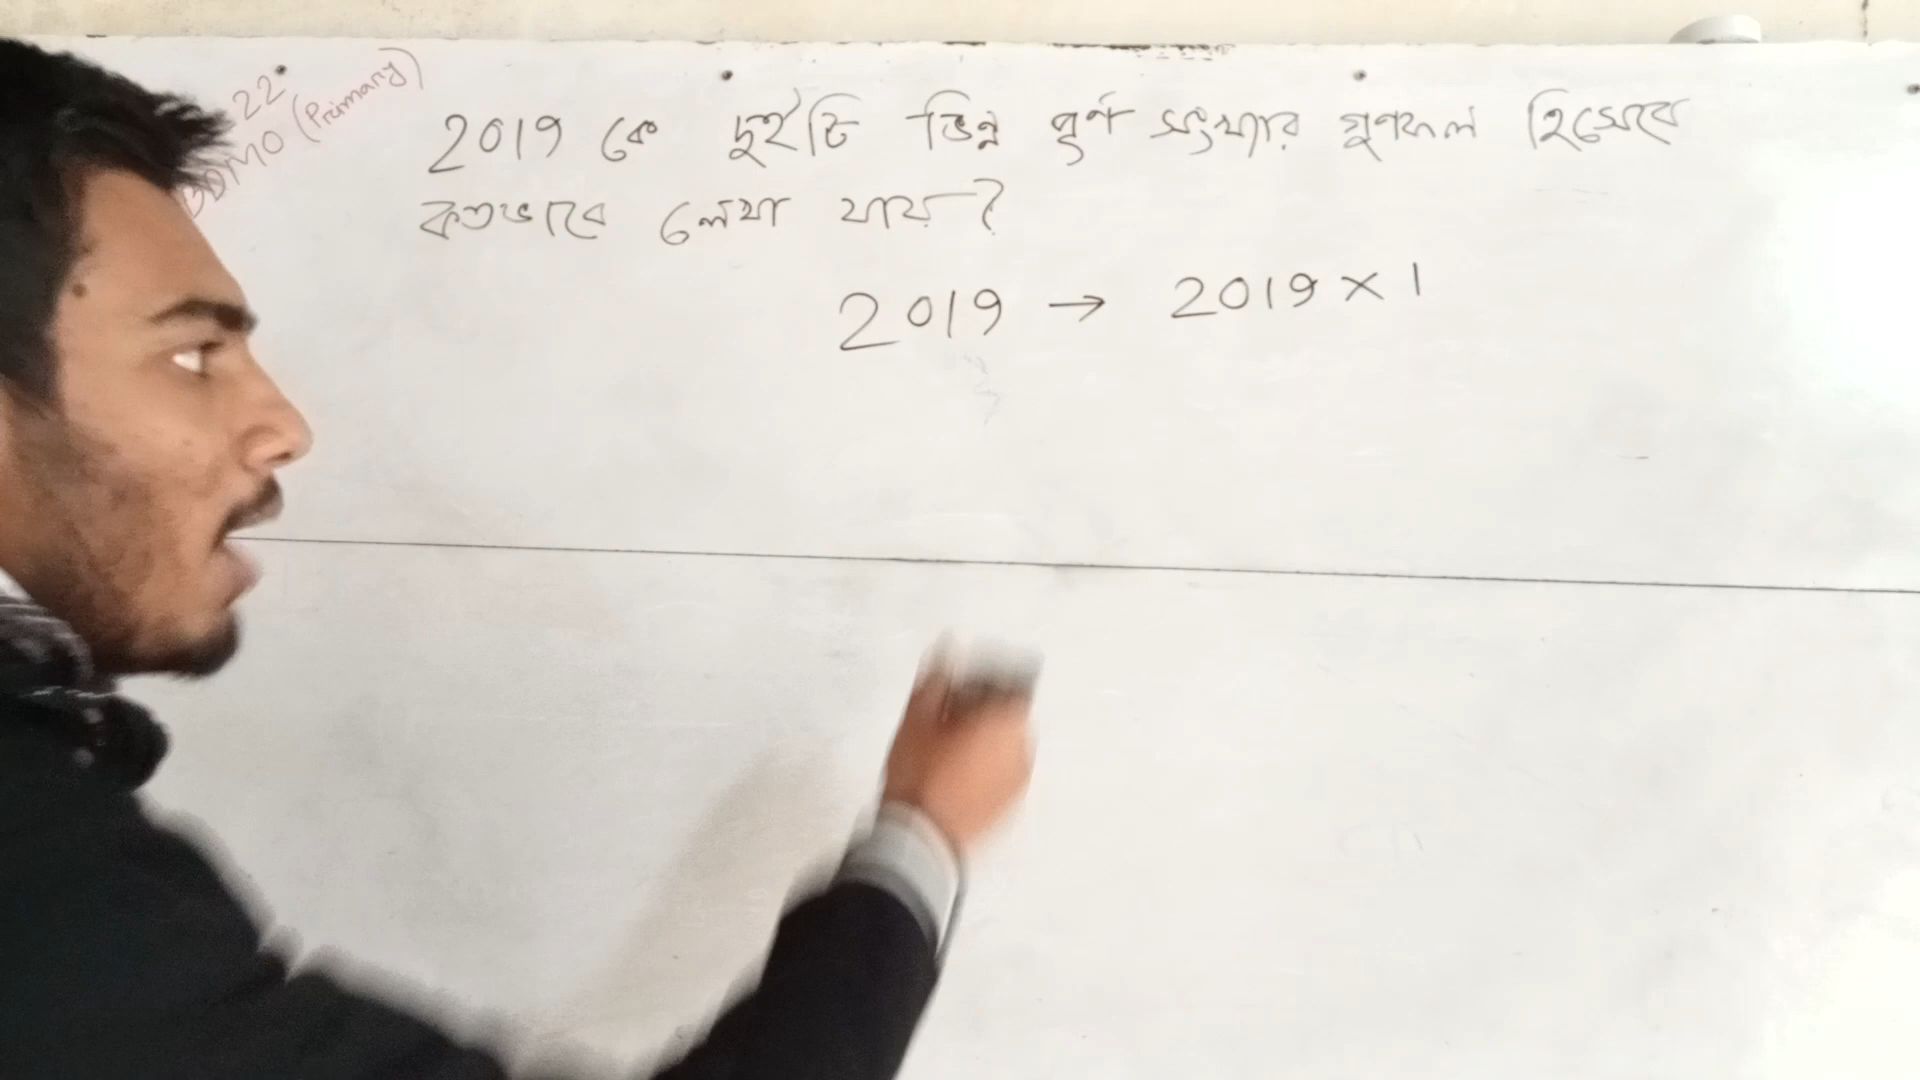 22
BDMO (Primary)
2019 কে দুইটি ভিন্ন পূর্ণ সংখ্যার গুণফল হিসেবে
কতভাবে লেখা যায়?
2019 → 2019 × 1